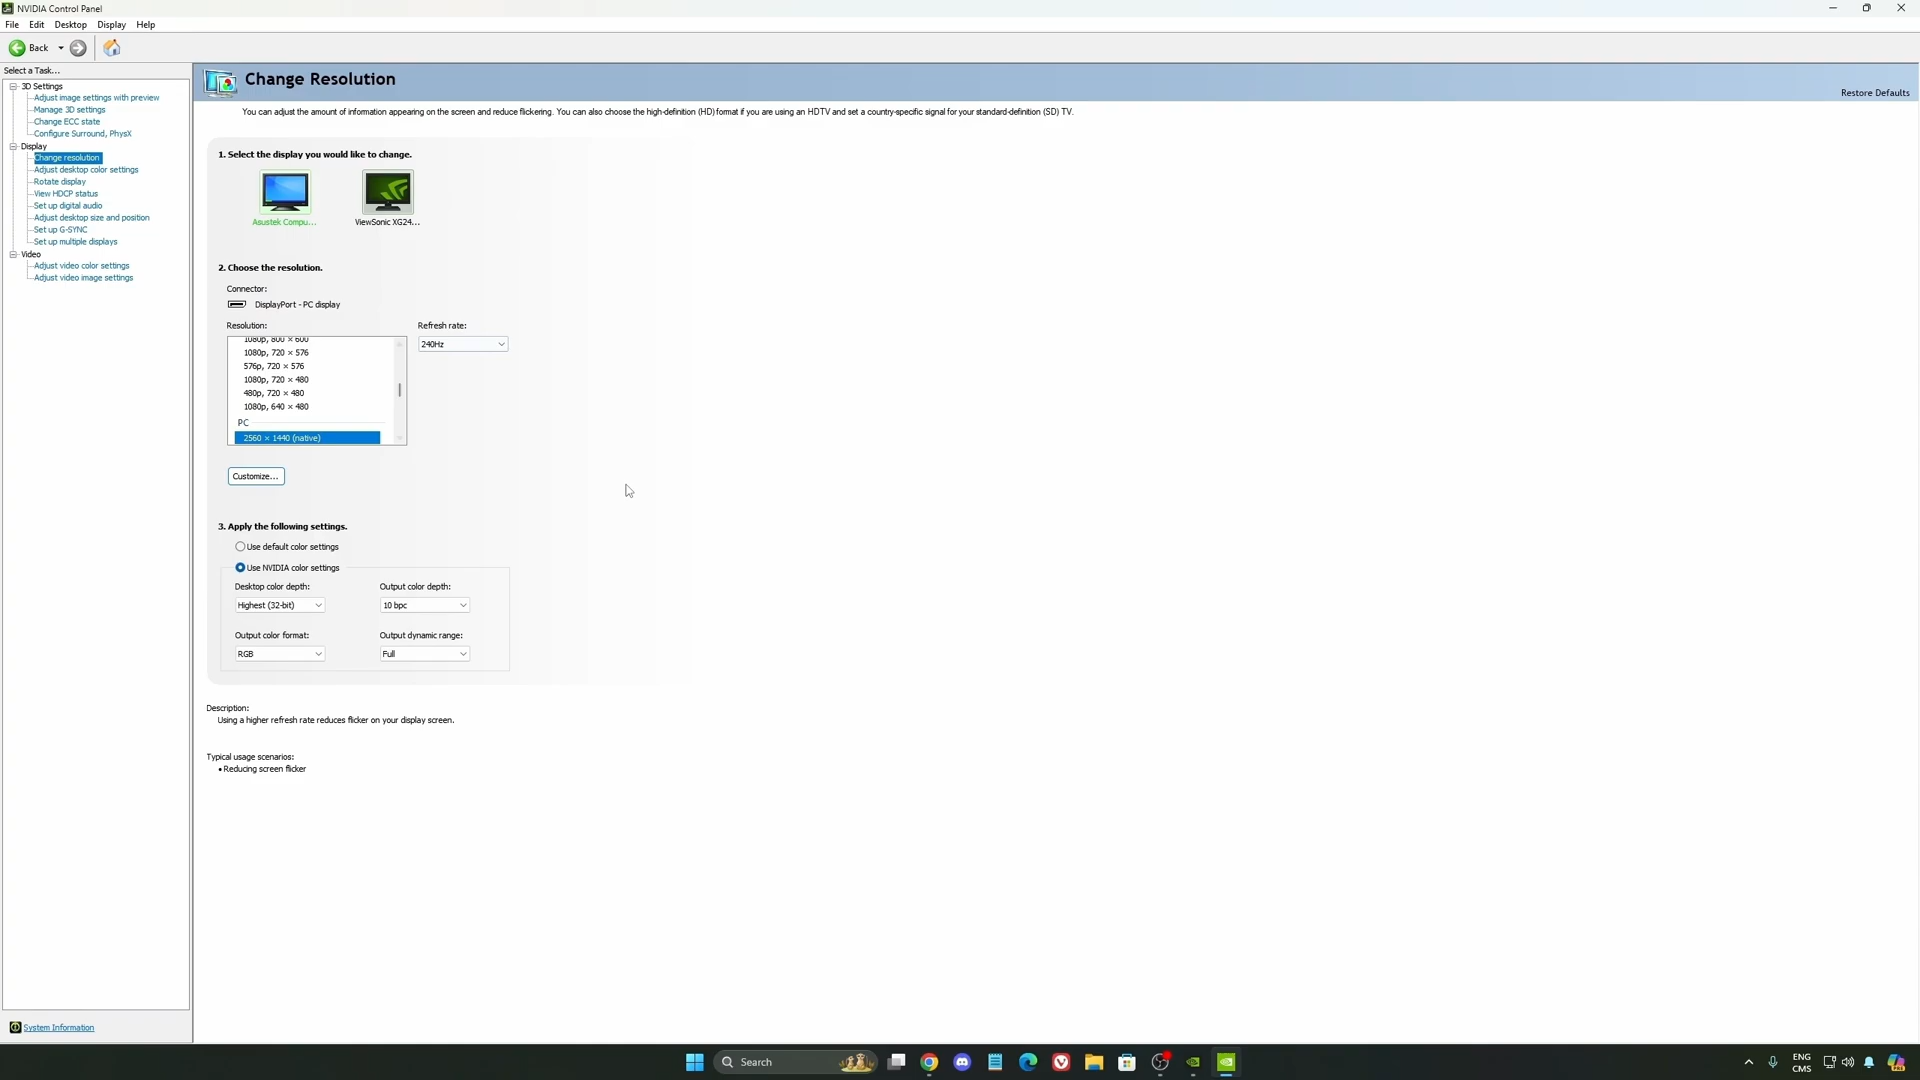 NVIDIA Control Panel
File Edit Desktop Display Help
Back
Select a Task...
3D Settings
Adjust image settings with preview
Manage 3D settings
Change ECC state
Configure Surround, PhysX
Display
Change resolution
Adjust desktop color settings
Rotate display
View HDCP status
Set up digital audio
Adjust desktop size and position
Set up G-SYNC
Set up multiple displays
Video
Adjust video color settings
Adjust video image settings
System Information
Change Resolution
Restore Defaults
You can adjust the amount of information appearing on the screen and reduce flickering. You can also choose the high-definition (HD) format if you are using an HDTV and set a country-specific signal for your standard-definition (SD) TV.
1. Select the display you would like to change.
Asustek Compu... ViewSonic XG24...
2. Choose the resolution.
Connector:
DisplayPort - PC display
Resolution: Refresh rate:
240Hz
1080p, 800 × 600
1080p, 720 × 576
576p, 720 × 576
1080p, 720 × 480
480p, 720 × 480
1080p, 640 × 480
PC
2560 × 1440 (native)
Customize...
3. Apply the following settings.
Use default color settings
Use NVIDIA color settings
Desktop color depth: Output color depth:
Highest (32-bit) 10 bpc
Output color format: Output dynamic range:
RGB Full
Description:
Using a higher refresh rate reduces flicker on your display screen.
Typical usage scenarios:
• Reducing screen flicker
Search
ENG
CMS